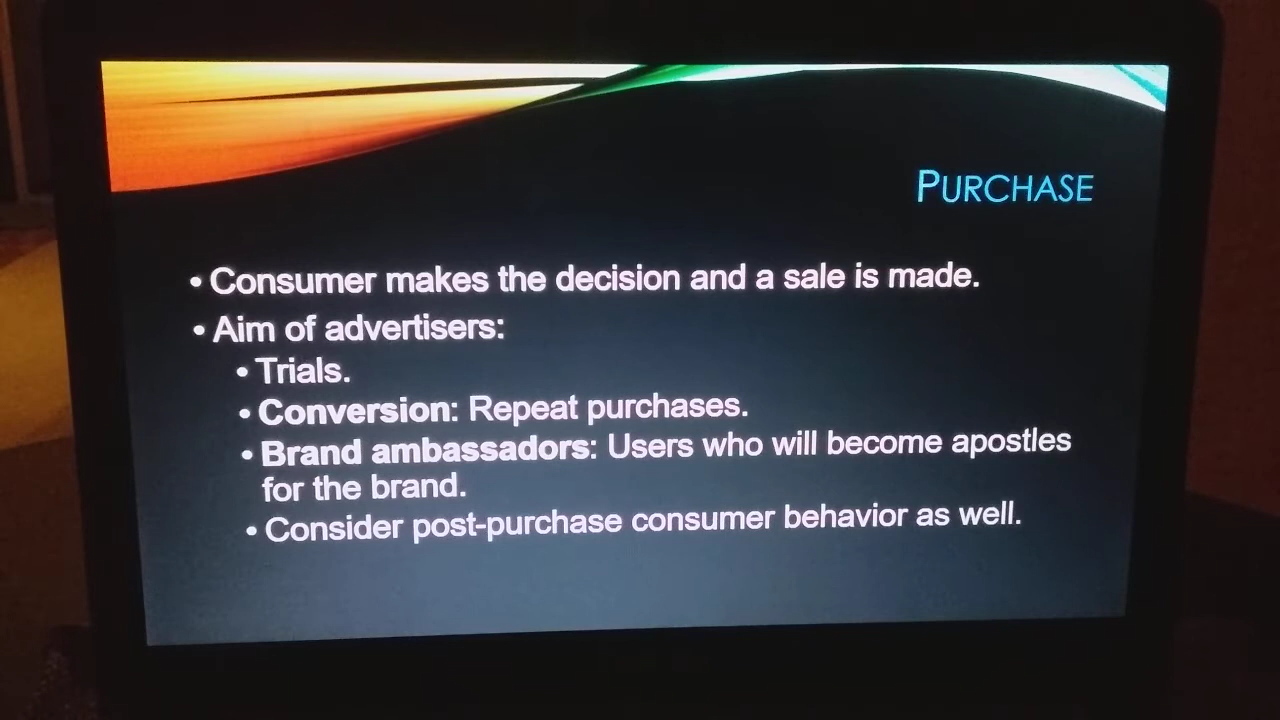 PURCHASE
• Consumer makes the decision and a sale is made.
• Aim of advertisers:
• Trials.
• Conversion: Repeat purchases.
• Brand ambassadors: Users who will become apostles
for the brand.
• Consider post-purchase consumer behavior as well.